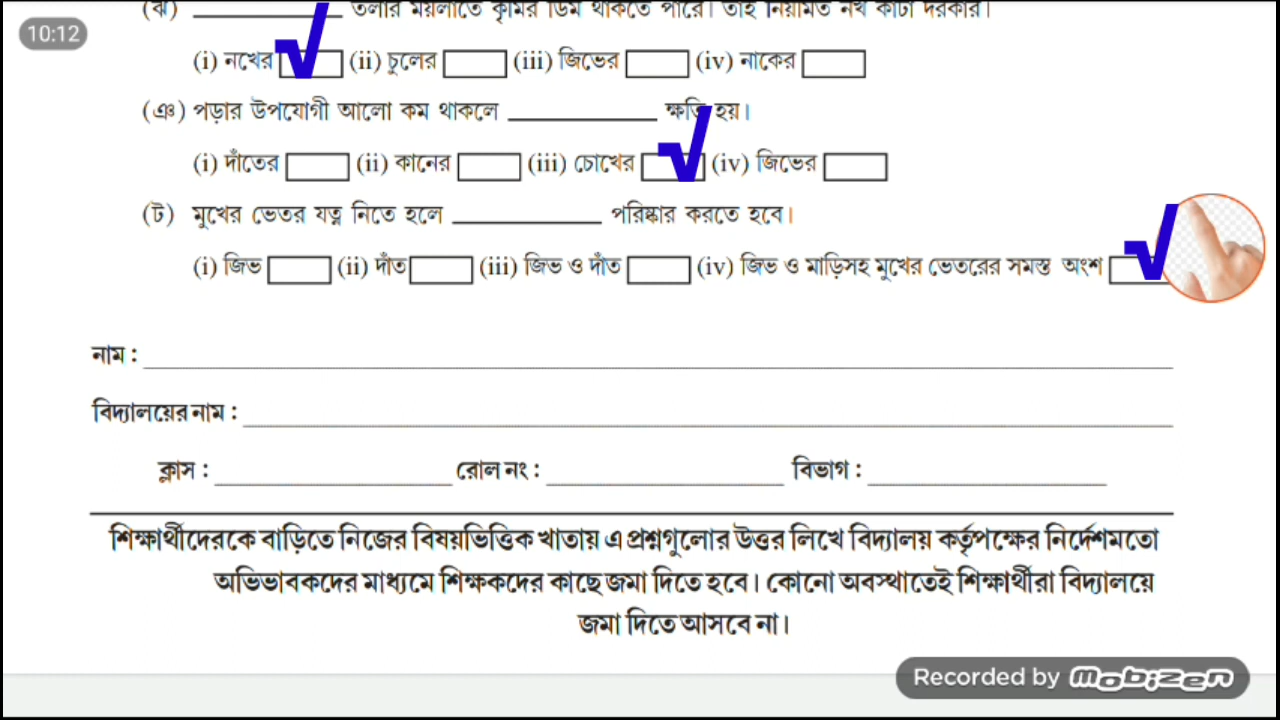 10:12
(ঝ) ____________ তলার ময়লাতে কৃমির ডিম থাকতে পারে। তাই নিয়মিত নখ কাটা দরকার।
(i) নখের (ii) চুলের (iii) জিভের (iv) নাকের
(ঞ) পড়ার উপযোগী আলো কম থাকলে ____________ ক্ষতি হয়।
(i) দাঁতের (ii) কানের (iii) চোখের (iv) জিভের
(ট) মুখের ভেতর যত্ন নিতে হলে ____________ পরিষ্কার করতে হবে।
(i) জিভ (ii) দাঁত (iii) জিভ ও দাঁত (iv) জিভ ও মাড়িসহ মুখের ভেতরের সমস্ত অংশ
নাম :
বিদ্যালয়ের নাম :
ক্লাস : রোল নং : বিভাগ :
শিক্ষার্থীদেরকে বাড়িতে নিজের বিষয়ভিত্তিক খাতায় এ প্রশ্নগুলোর উত্তর লিখে বিদ্যালয় কর্তৃপক্ষের নির্দেশমতো
অভিভাবকদের মাধ্যমে শিক্ষকদের কাছে জমা দিতে হবে। কোনো অবস্থাতেই শিক্ষার্থীরা বিদ্যালয়ে
জমা দিতে আসবে না।
Recorded by Mobizen